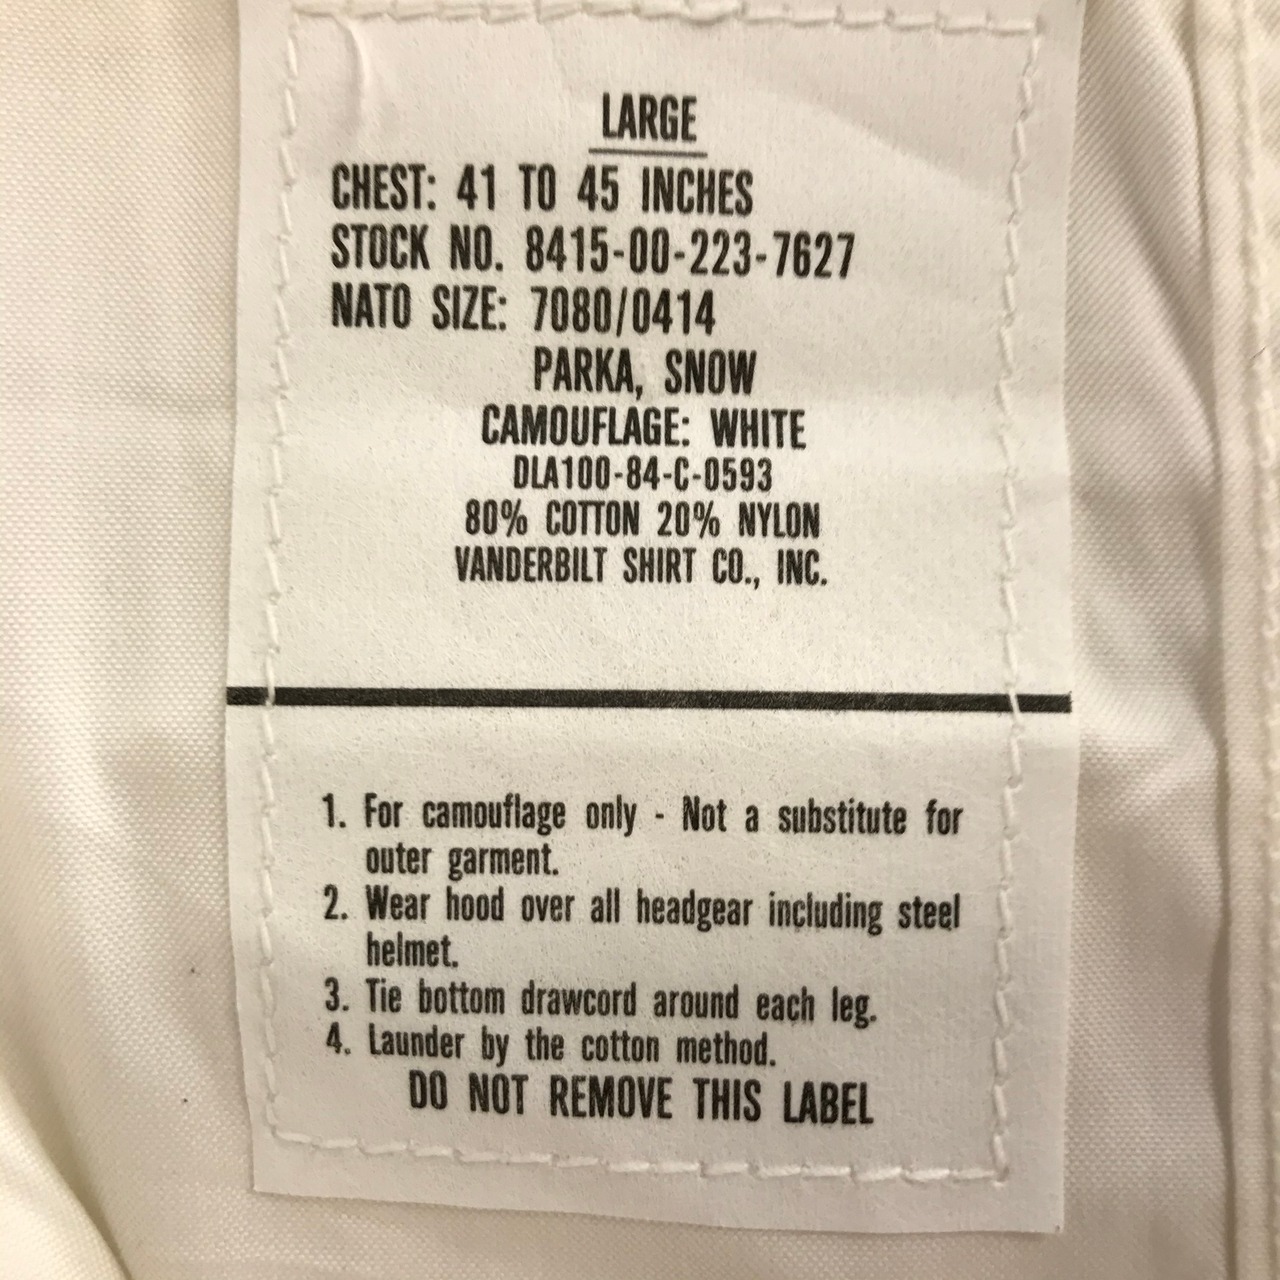 LARGE
CHEST: 41 TO 45 INCHES
STOCK NO. 8415-00-223-7627
NATO SIZE: 7080/0414
PARKA, SNOW
CAMOUFLAGE: WHITE
DLA100-84-C-0593
80% COTTON 20% NYLON
VANDERBILT SHIRT CO., INC.
1. For camouflage only - Not a substitute for
outer garment.
2. Wear hood over all headgear including steel
helmet.
3. Tie bottom drawcord around each leg.
4. Launder by the cotton method.
DO NOT REMOVE THIS LABEL